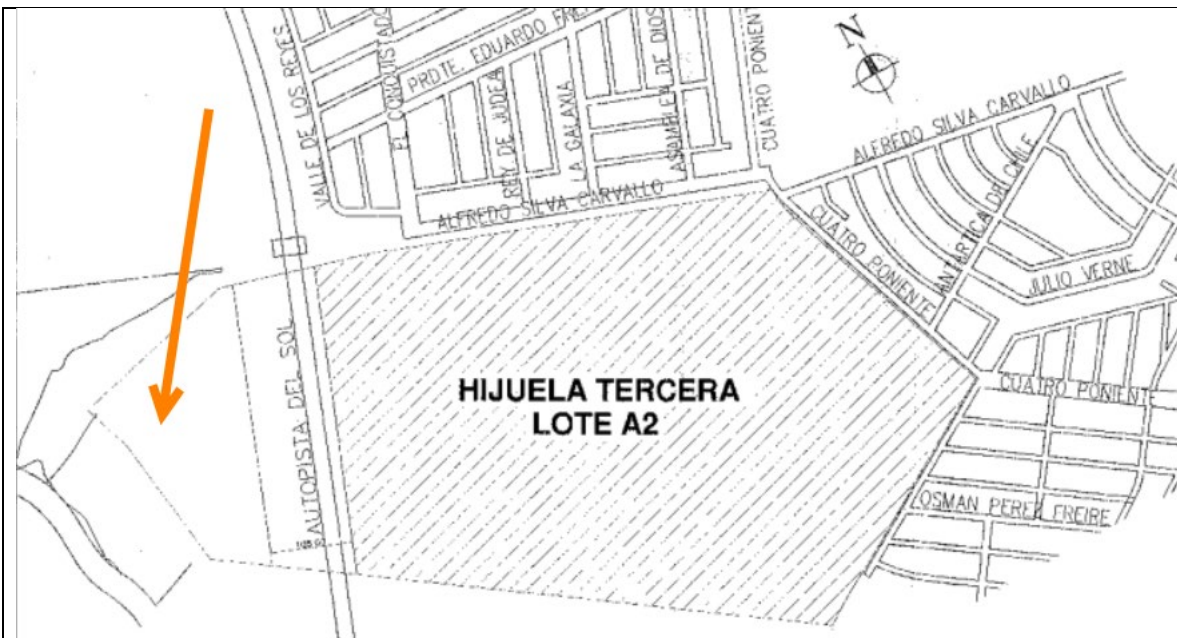 VALLE DE LOS REYES
EL CONQUISTADO
PRDTE. EDUARDO FREI
REY DE JUDEA
LA GALAXIA
ASAMBLEA DE DIOS
CUATRO PONIENTE
N
ALFREDO SILVA CARVALLO
ALFREDO SILVA CARVALLO
CUATRO PONIENTE
ANTARTICA DE CHILE
JULIO VERNE
AUTOPISTA DEL SOL
HIJUELA TERCERA
LOTE A2
CUATRO PONIENTE
OSMAN PEREZ FREIRE